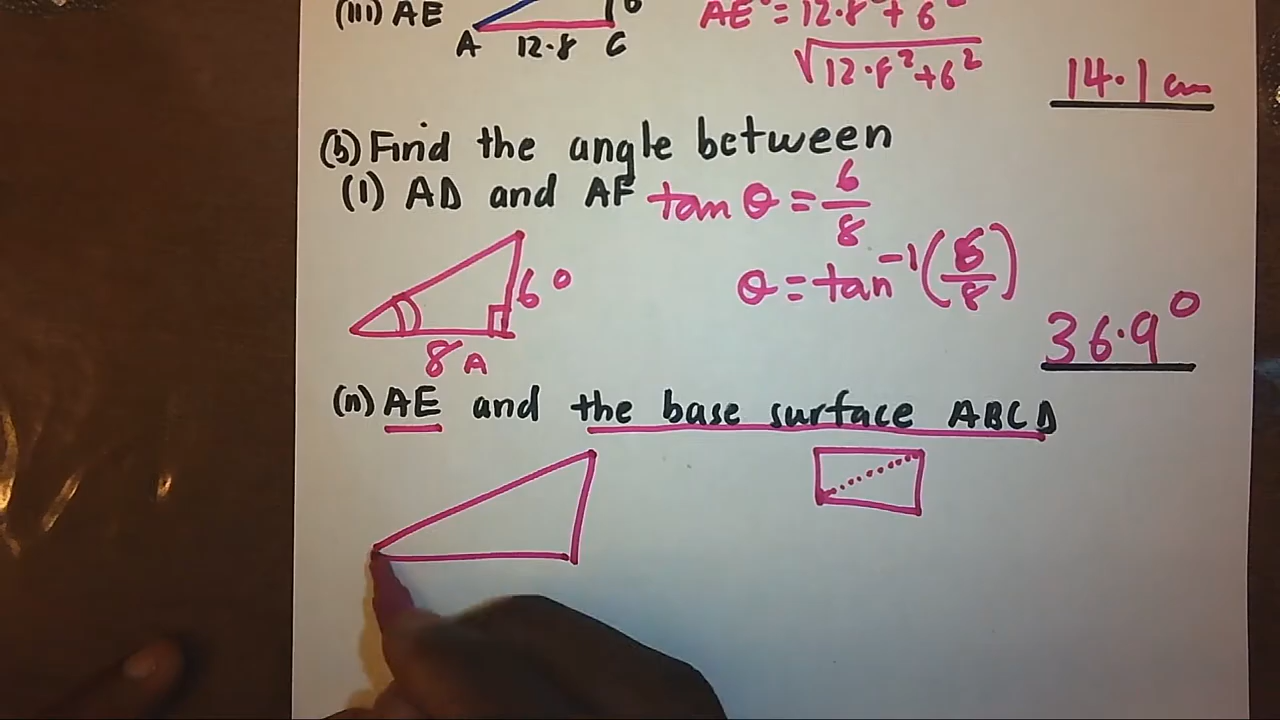 (iii) AE
6
A 12.8 C
AE² = 12.8² + 6²
√12.8²+6²
14.1 cm
(b) Find the angle between
(i) AD and AF
tan θ = 6/8
6 o
8 A
θ = tan⁻¹(6/8)
36.9°
(ii) AE and the base surface ABCD